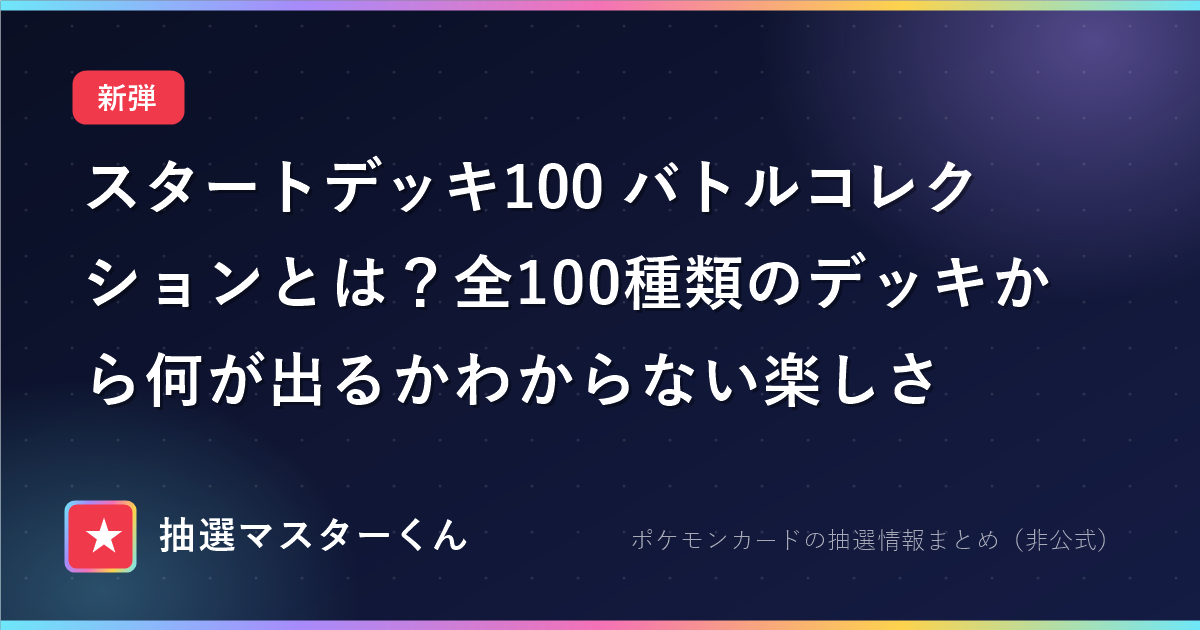 新弾
スタートデッキ100 バトルコレク
ションとは？全100種類のデッキか
ら何が出るかわからない楽しさ
抽選マスターくん
ポケモンカードの抽選情報まとめ（非公式）